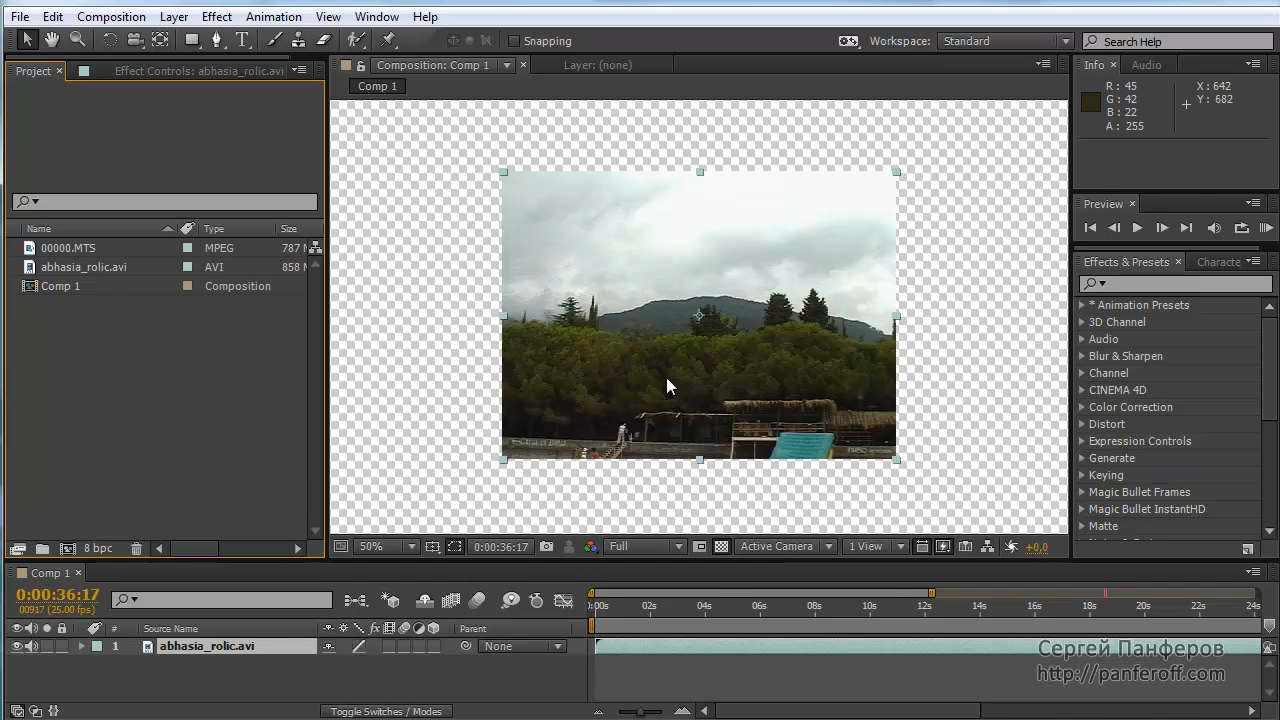 File Edit Composition Layer Effect Animation View Window Help
Snapping Workspace: Standard Search Help
Project Effect Controls: abhasia_rolic.avi
Composition: Comp 1 Layer: (none)
Comp 1
Name Type Size
00000.MTS MPEG 787
abhasia_rolic.avi AVI 858
Comp 1 Composition
8 bpc
50% 0:00:36:17 Full Active Camera 1 View +0,0
Info Audio
R: 45 X: 642
G: 42 Y: 682
B: 22
A: 255
Preview
Effects & Presets Characte
* Animation Presets
3D Channel
Audio
Blur & Sharpen
Channel
CINEMA 4D
Color Correction
Distort
Expression Controls
Generate
Keying
Magic Bullet Frames
Magic Bullet InstantHD
Matte
Comp 1
0:00:36:17
00917 (25.00 fps)
:00s 02s 04s 06s 08s 10s 12s 14s 16s 18s 20s 22s 24s
# Source Name Parent
1 abhasia_rolic.avi None
Сергей Панферов
http://panferoff.com
Toggle Switches / Modes